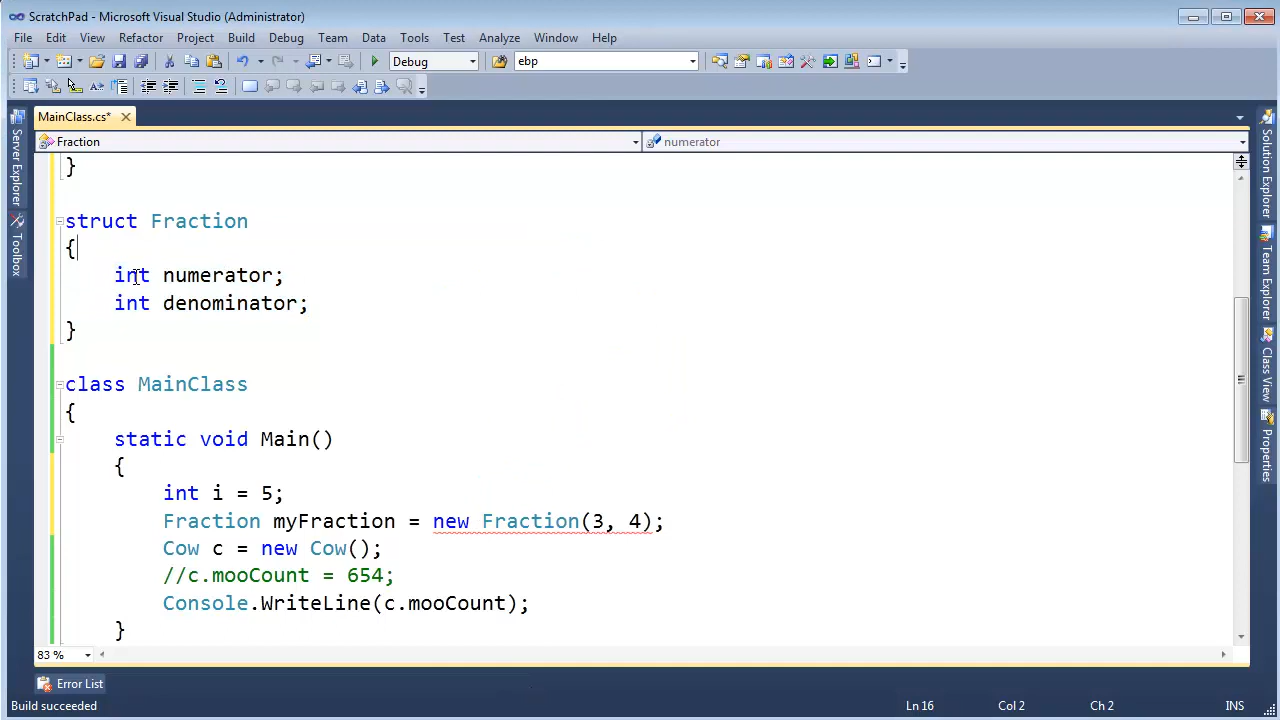 ScratchPad - Microsoft Visual Studio (Administrator)
File Edit View Refactor Project Build Debug Team Data Tools Test Analyze Window Help
Debug ebp
MainClass.cs*
Fraction numerator
}
struct Fraction
{
int numerator;
int denominator;
}
class MainClass
{
static void Main()
{
int i = 5;
Fraction myFraction = new Fraction(3, 4);
Cow c = new Cow();
//c.mooCount = 654;
Console.WriteLine(c.mooCount);
}
83 %
Error List
Build succeeded Ln 16 Col 2 Ch 2 INS
Server Explorer
Toolbox
Solution Explorer
Team Explorer
Class View
Properties